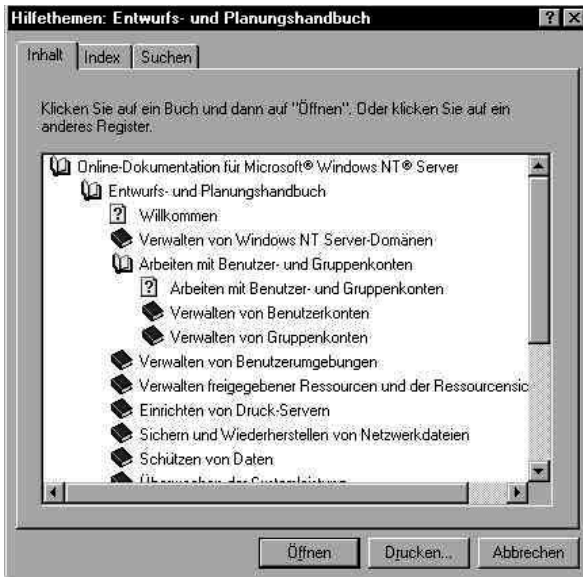 Hilfethemen: Entwurfs- und Planungshandbuch
Inhalt Index Suchen
Klicken Sie auf ein Buch und dann auf "Öffnen". Oder klicken Sie auf ein
anderes Register.
Online-Dokumentation für Microsoft® Windows NT® Server
Entwurfs- und Planungshandbuch
Willkommen
Verwalten von Windows NT Server-Domänen
Arbeiten mit Benutzer- und Gruppenkonten
Arbeiten mit Benutzer- und Gruppenkonten
Verwalten von Benutzerkonten
Verwalten von Gruppenkonten
Verwalten von Benutzerumgebungen
Verwalten freigegebener Ressourcen und der Ressourcensic
Einrichten von Druck-Servern
Sichern und Wiederherstellen von Netzwerkdateien
Schützen von Daten
Überwachen der Systemleistung
Öffnen Drucken... Abbrechen